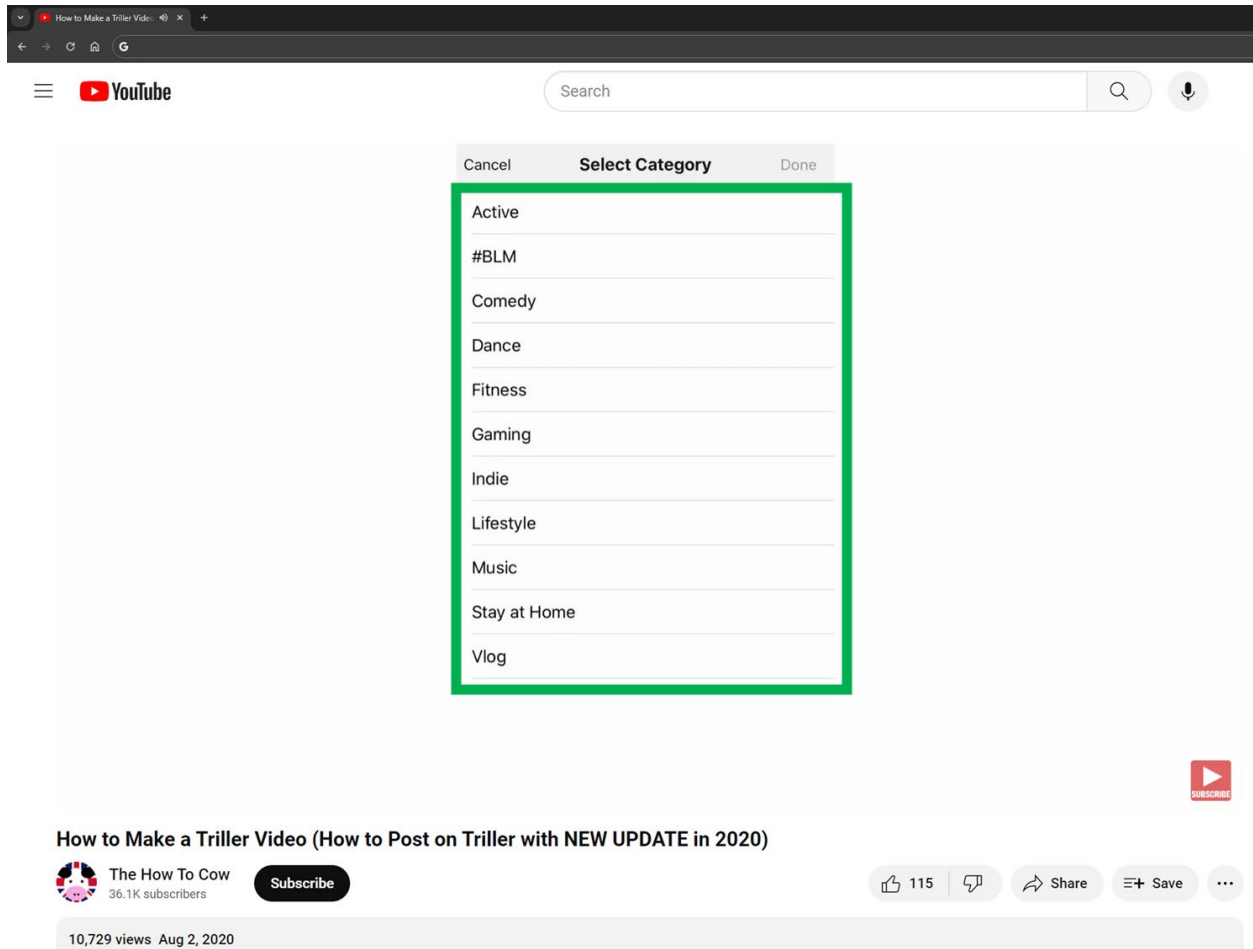 How to Make a Triller Vide
G
YouTube
Search
Cancel Select Category Done
Active
#BLM
Comedy
Dance
Fitness
Gaming
Indie
Lifestyle
Music
Stay at Home
Vlog
SUBSCRIBE
How to Make a Triller Video (How to Post on Triller with NEW UPDATE in 2020)
The How To Cow
36.1K subscribers
Subscribe
115 Share Save
10,729 views Aug 2, 2020